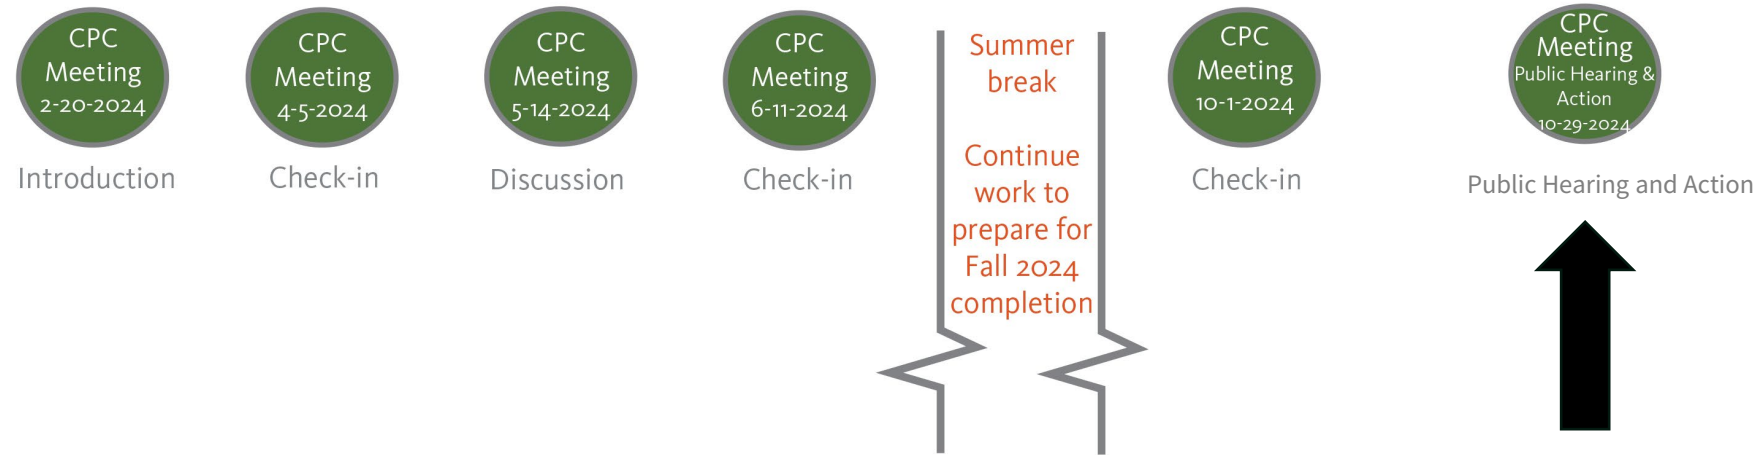 CPC
Meeting
2-20-2024
Introduction
CPC
Meeting
4-5-2024
Check-in
CPC
Meeting
5-14-2024
Discussion
CPC
Meeting
6-11-2024
Check-in
Summer
break
Continue
work to
prepare for
Fall 2024
completion
CPC
Meeting
10-1-2024
Check-in
CPC
Meeting
Public Hearing &
Action
10-29-2024
Public Hearing and Action